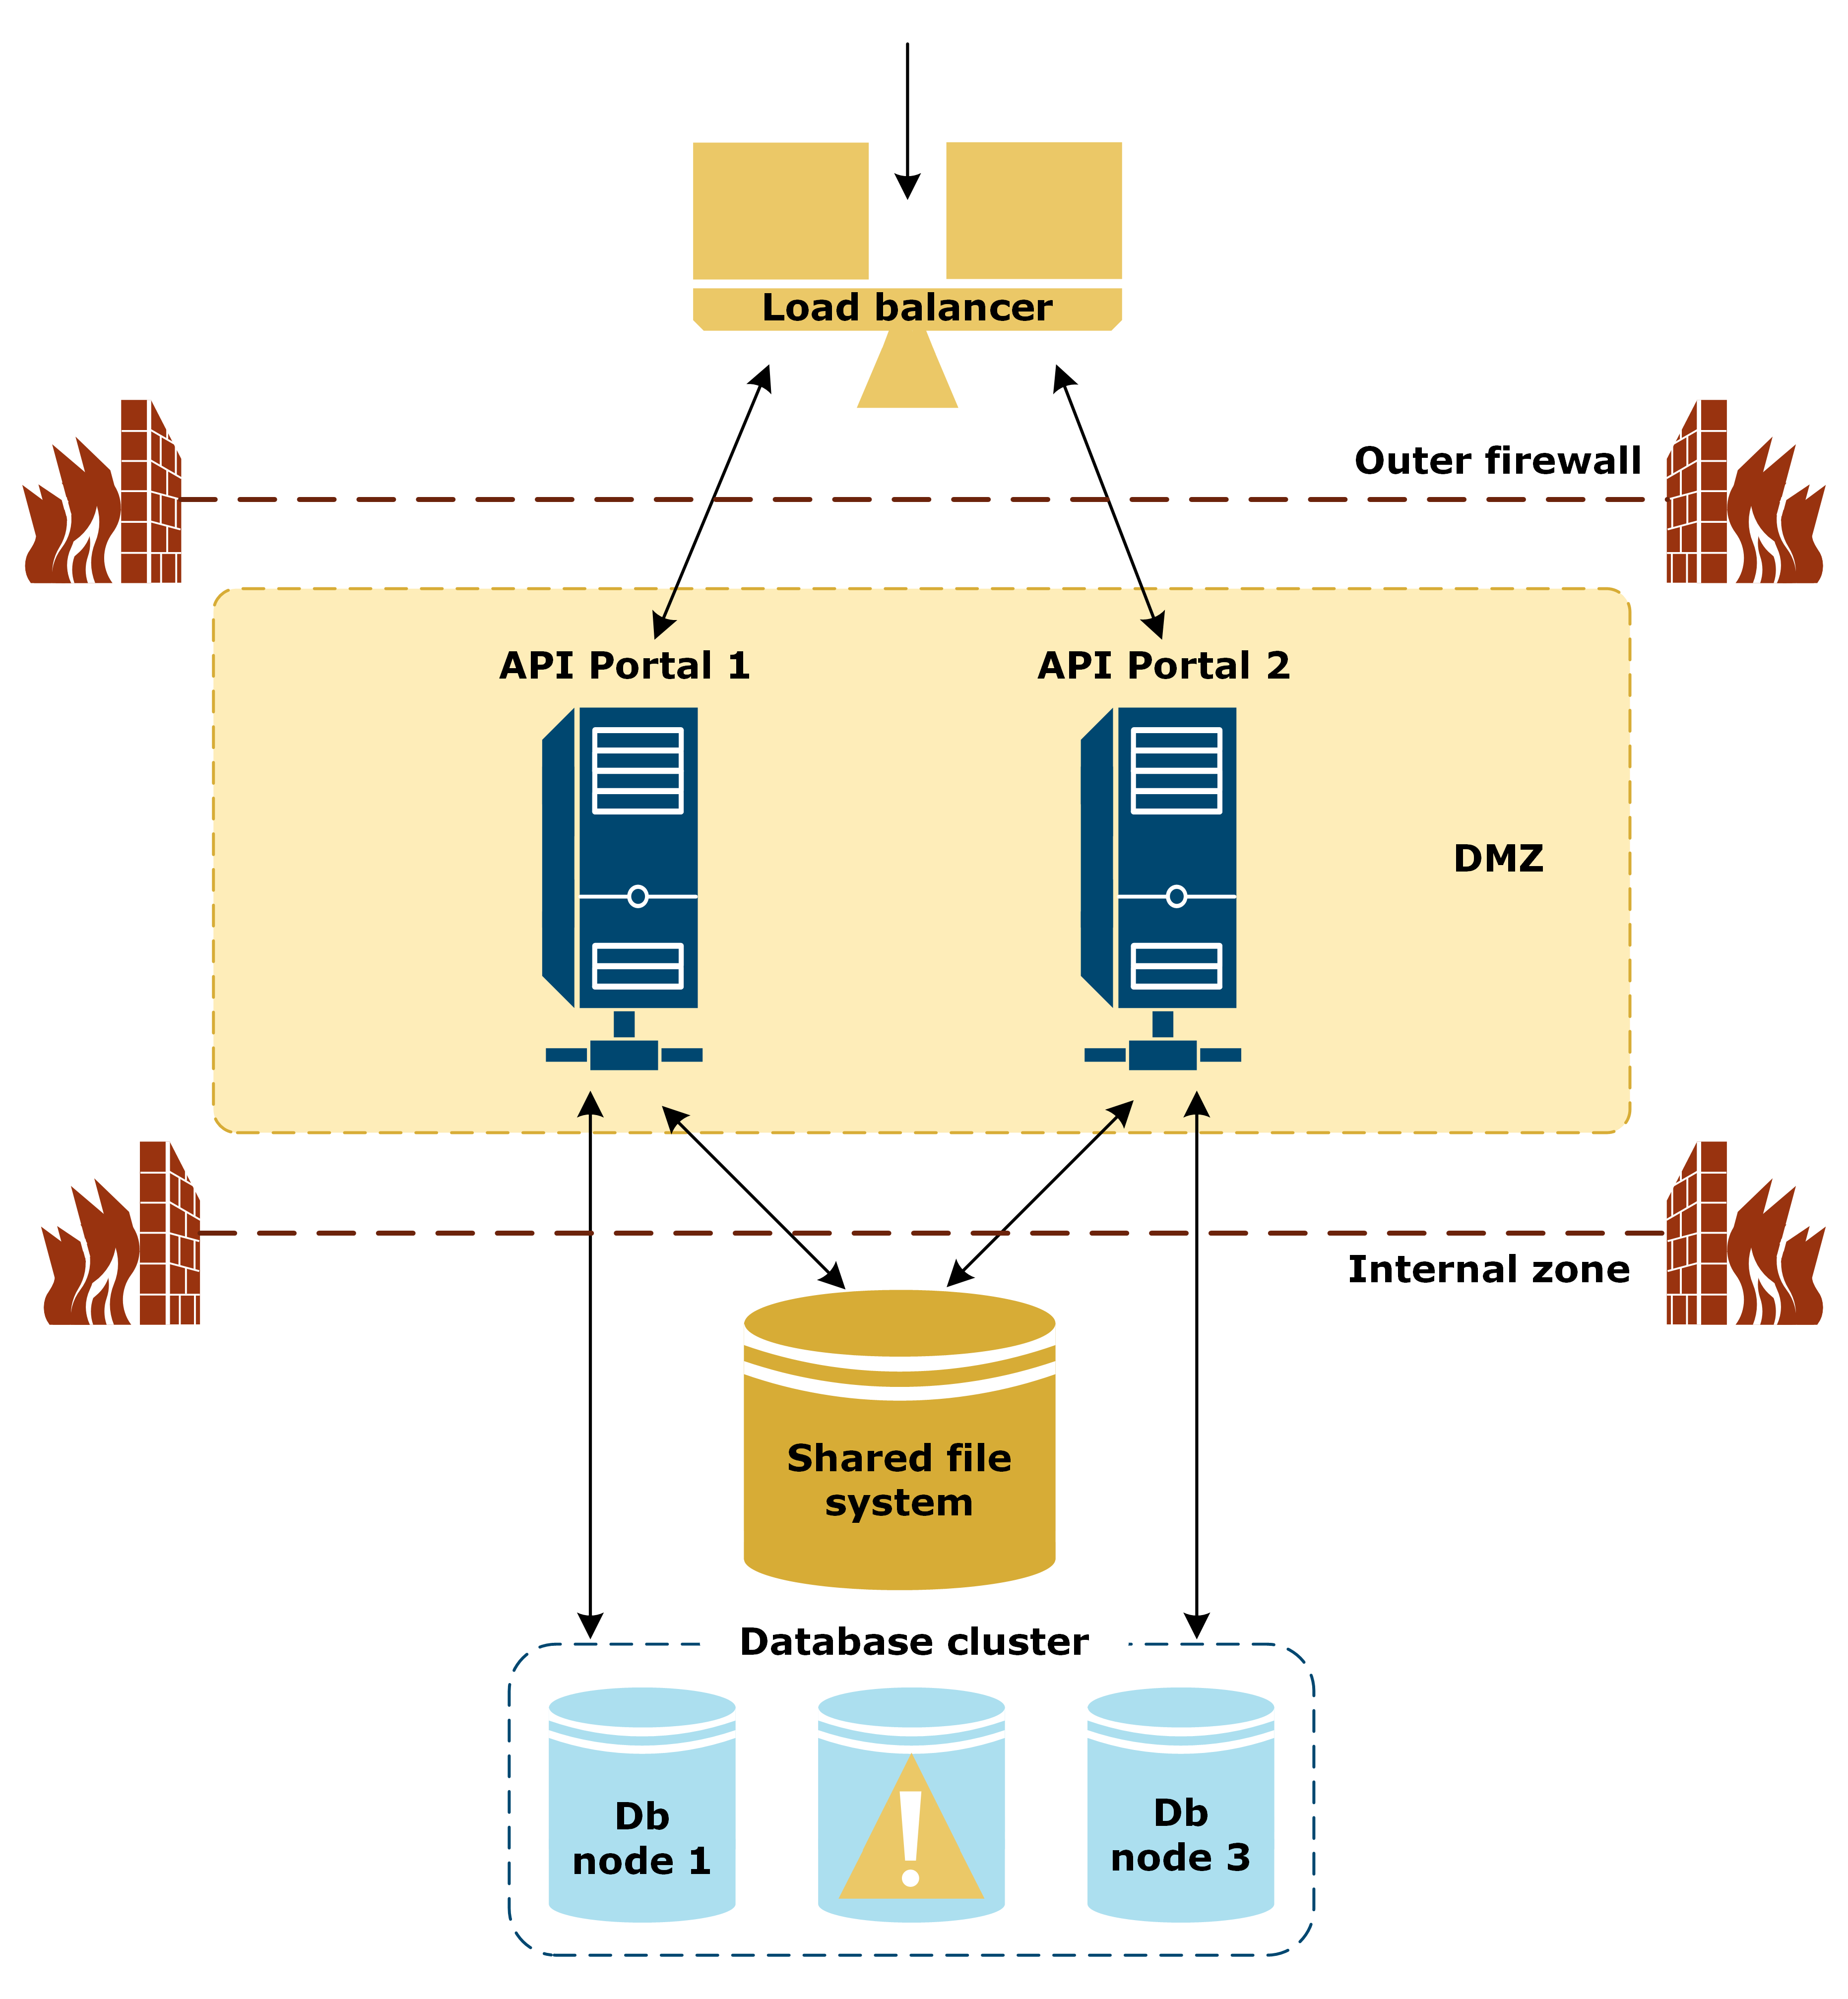 Load balancer
Outer firewall
API Portal 1
API Portal 2
DMZ
Internal zone
Shared file
system
Database cluster
Db
node 1
!
Db
node 3